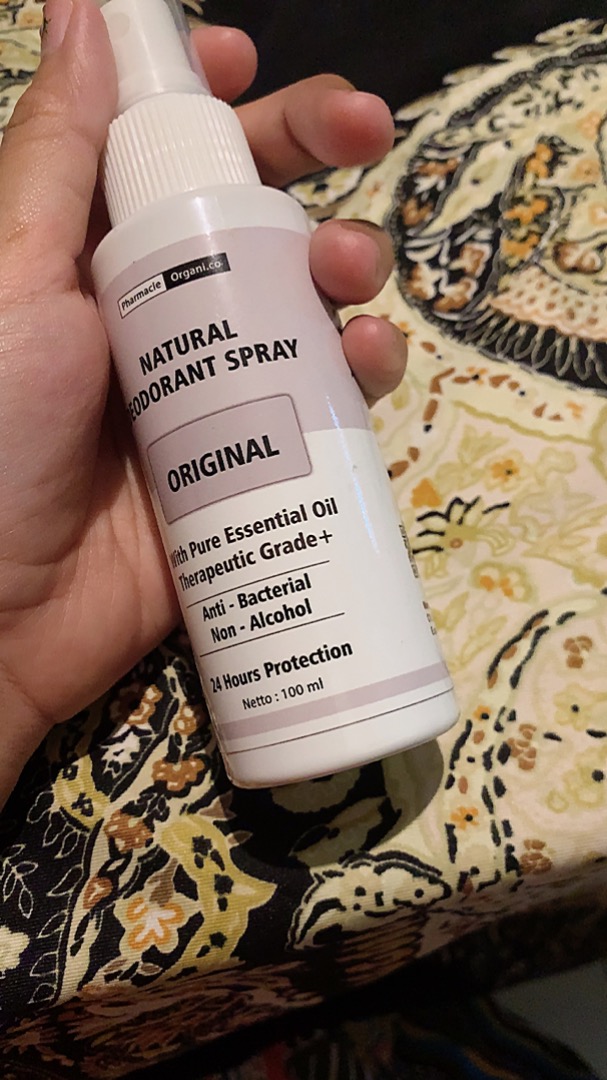 Pharmacie Organi.co.
NATURAL
EODORANT SPRAY
ORIGINAL
With Pure Essential Oil
Therapeutic Grade+
Anti - Bacterial
Non - Alcohol
24 Hours Protection
Netto : 100 ml